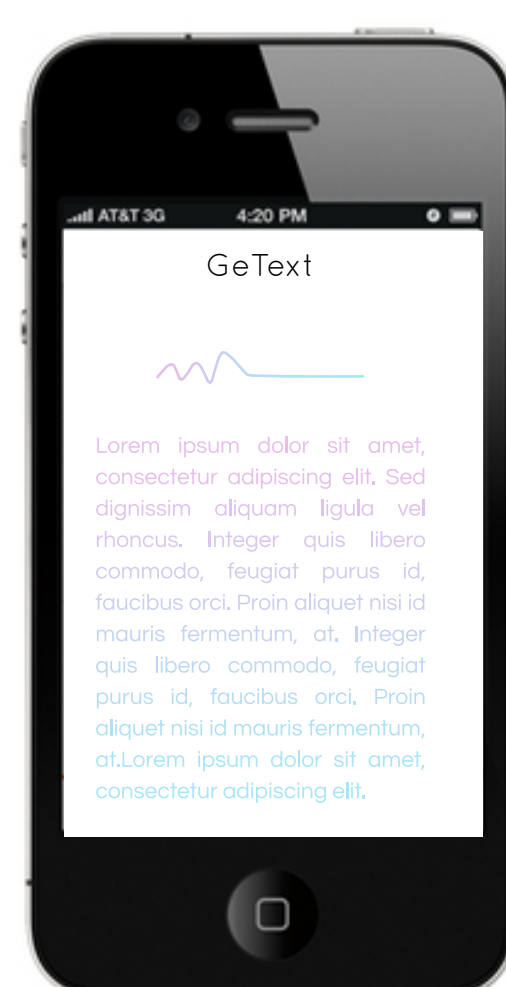 AT&T 3G 4:20 PM
GeText
Lorem ipsum dolor sit amet,
consectetur adipiscing elit. Sed
dignissim aliquam ligula vel
rhoncus. Integer quis libero
commodo, feugiat purus id,
faucibus orci. Proin aliquet nisi id
mauris fermentum, at. Integer
quis libero commodo, feugiat
purus id, faucibus orci. Proin
aliquet nisi id mauris fermentum,
at.Lorem ipsum dolor sit amet,
consectetur adipiscing elit.